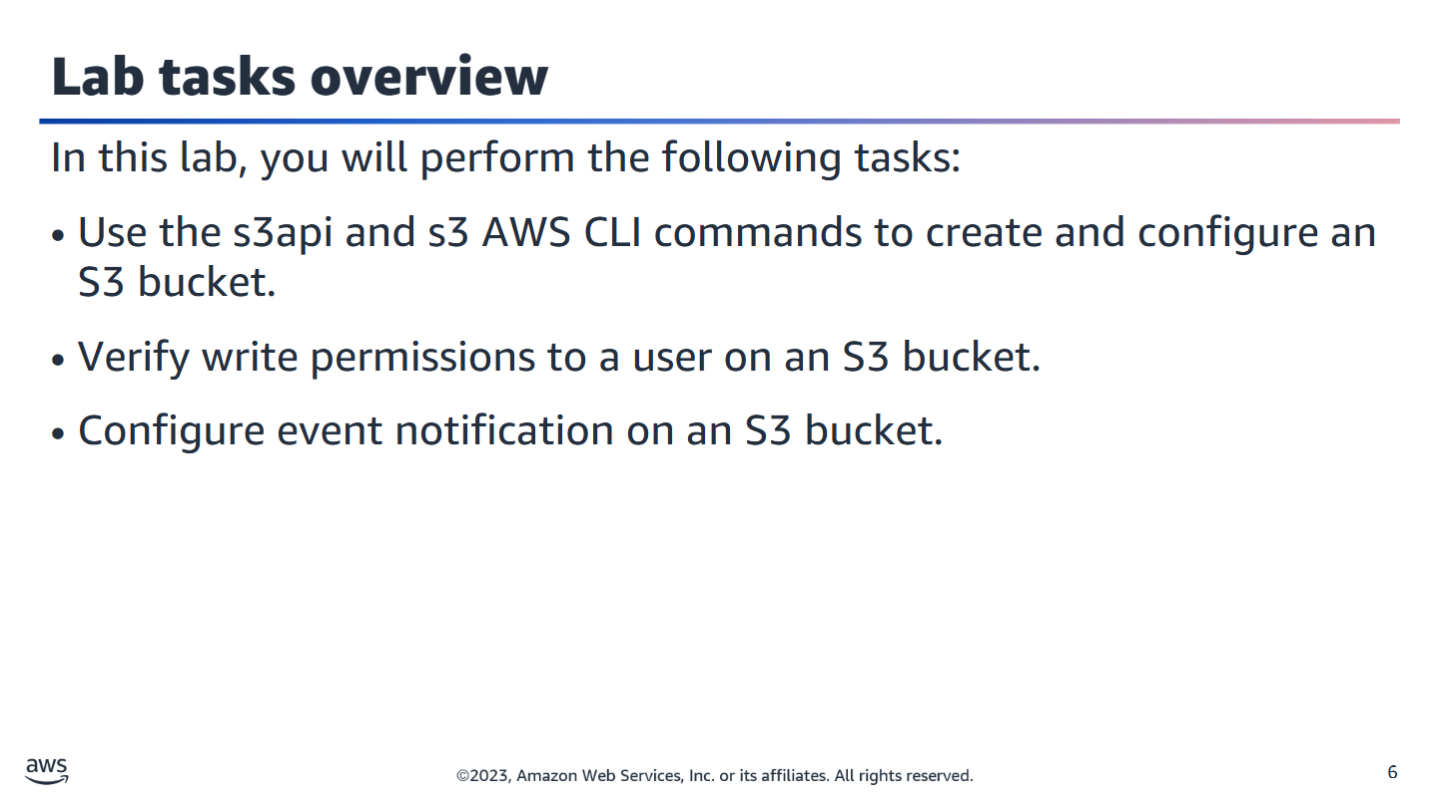 Lab tasks overview
In this lab, you will perform the following tasks:
• Use the s3api and s3 AWS CLI commands to create and configure an
S3 bucket.
• Verify write permissions to a user on an S3 bucket.
• Configure event notification on an S3 bucket.
aws
©2023, Amazon Web Services, Inc. or its affiliates. All rights reserved.
6